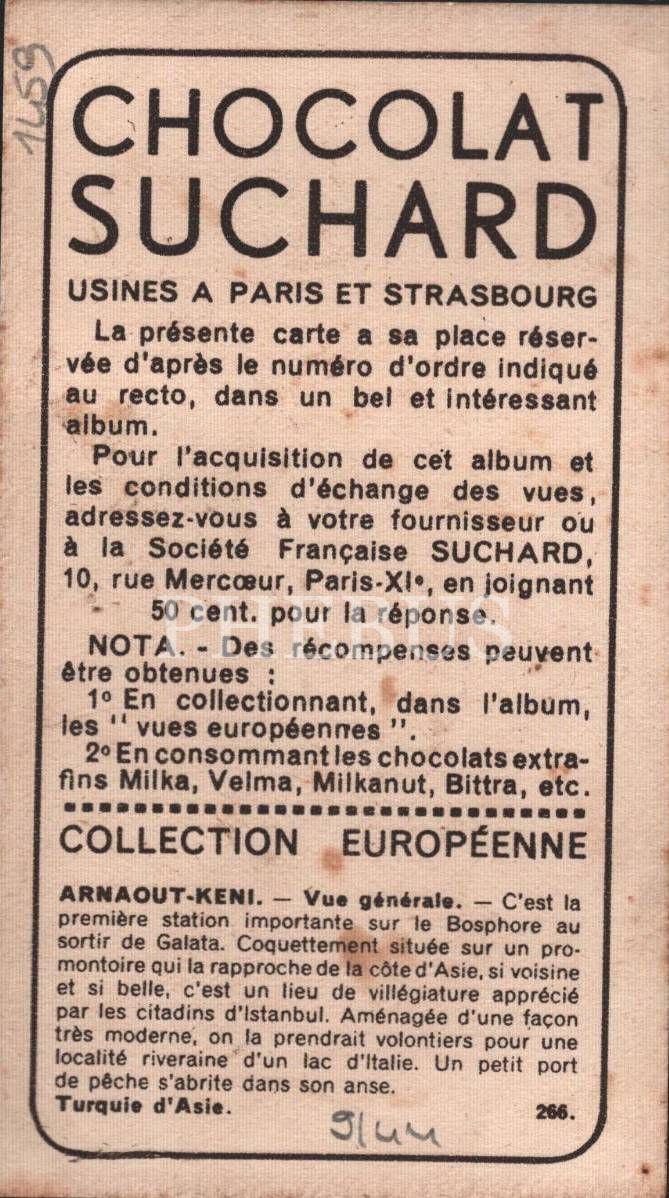 1459
CHOCOLAT
SUCHARD
USINES A PARIS ET STRASBOURG
La présente carte a sa place réser-
vée d'après le numéro d'ordre indiqué
au recto, dans un bel et intéressant
album.
Pour l'acquisition de cet album et
les conditions d'échange des vues,
adressez-vous à votre fournisseur ou
à la Société Française SUCHARD,
10, rue Mercœur, Paris-XIe, en joignant
50 cent. pour la réponse.
PHEBUS
NOTA. - Des récompenses peuvent
être obtenues :
1o En collectionnant, dans l'album,
les " vues européennes ".
2o En consommant les chocolats extra-
fins Milka, Velma, Milkanut, Bittra, etc.
COLLECTION EUROPÉENNE
ARNAOUT-KENI. — Vue générale. — C'est la
première station importante sur le Bosphore au
sortir de Galata. Coquettement située sur un pro-
montoire qui la rapproche de la côte d'Asie, si voisine
et si belle, c'est un lieu de villégiature apprécié
par les citadins d'Istanbul. Aménagée d'une façon
très moderne, on la prendrait volontiers pour une
localité riveraine d'un lac d'Italie. Un petit port
de pêche s'abrite dans son anse.
Turquie d'Asie. 266.